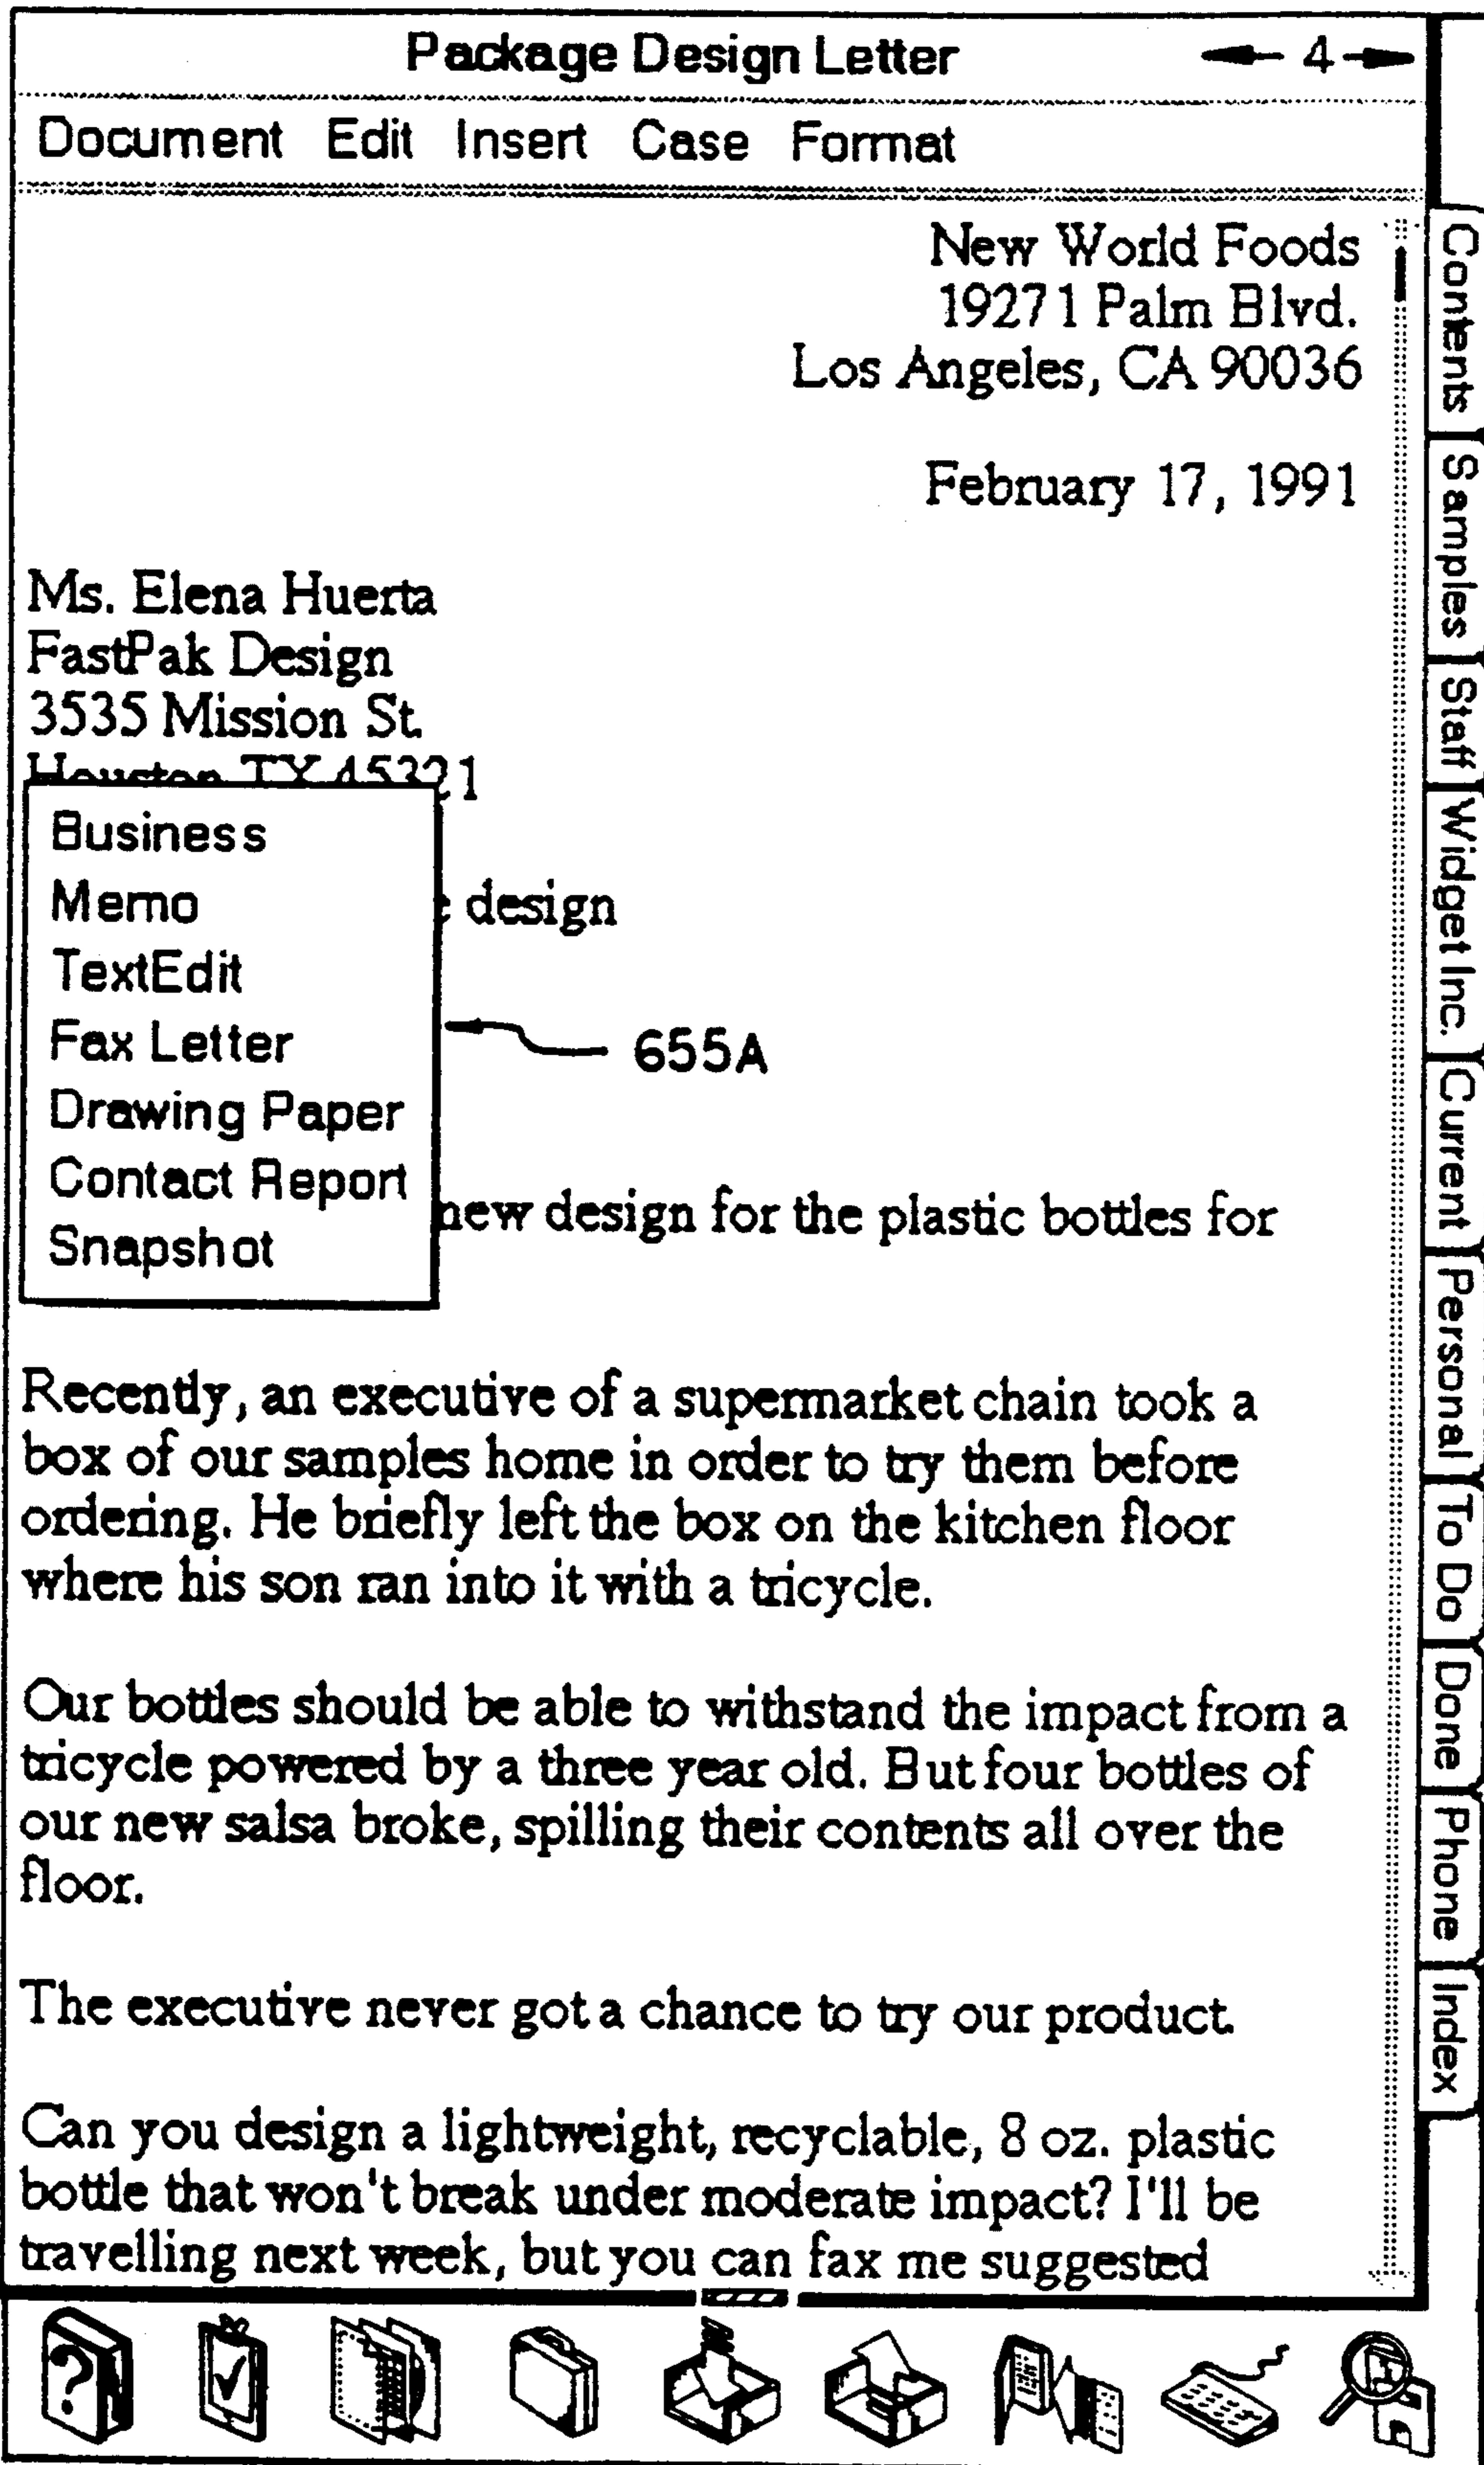 Package Design Letter 4
Document Edit Insert Case Format
New World Foods
19271 Palm Blvd.
Los Angeles, CA 90036
February 17, 1991
Ms. Elena Huerta
FastPak Design
3535 Mission St.
Houston TX 45321
Business
Memo
design
TextEdit
Fax Letter
655A
Drawing Paper
Contact Report
new design for the plastic bottles for
Snapshot
Recently, an executive of a supermarket chain took a
box of our samples home in order to try them before
ordering. He briefly left the box on the kitchen floor
where his son ran into it with a tricycle.
Our bottles should be able to withstand the impact from a
tricycle powered by a three year old. But four bottles of
our new salsa broke, spilling their contents all over the
floor.
The executive never got a chance to try our product.
Can you design a lightweight, recyclable, 8 oz. plastic
bottle that won't break under moderate impact? I'll be
travelling next week, but you can fax me suggested
Contents
Samples
Staff
Widget Inc.
Current
Personal
To Do
Done
Phone
Index
?